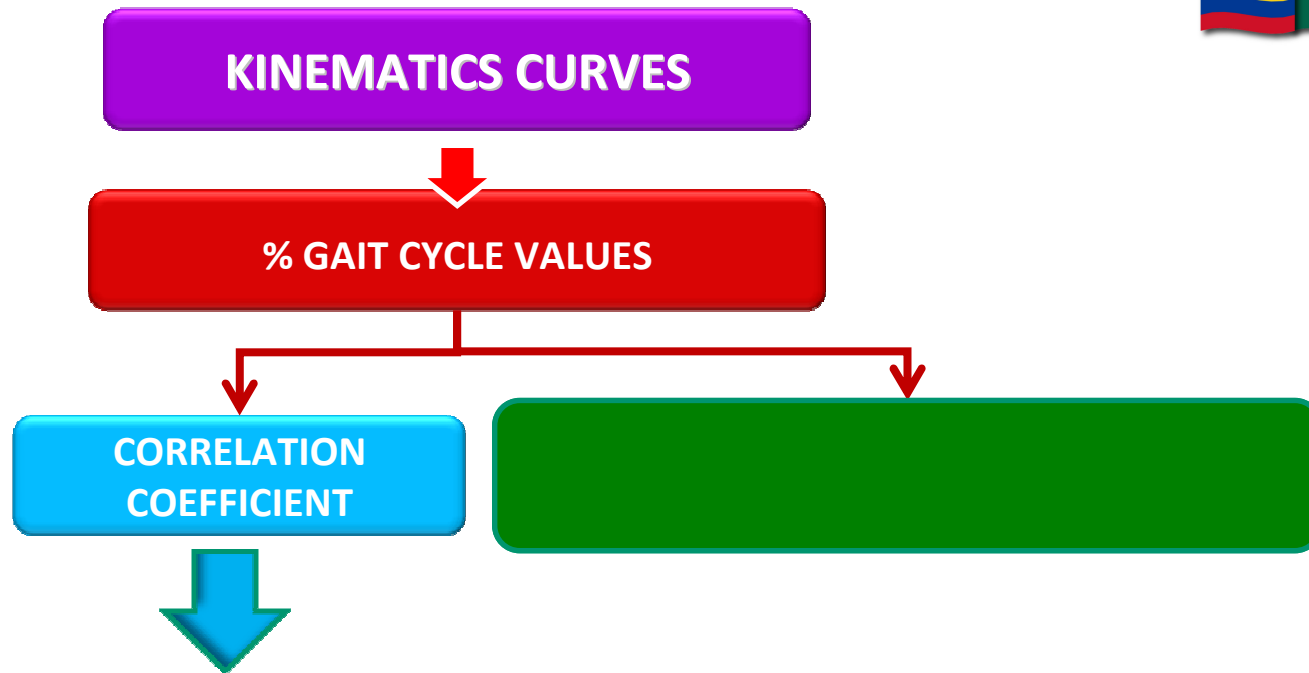 KINEMATICS CURVES
% GAIT CYCLE VALUES
CORRELATION
COEFFICIENT